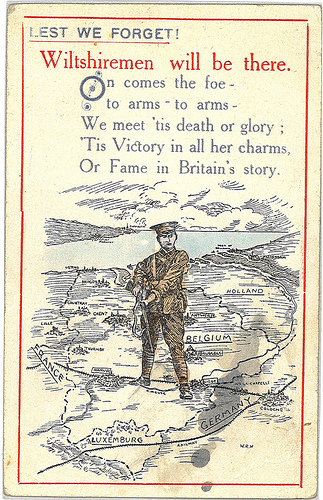 LEST WE FORGET!
Wiltshiremen will be there.
On comes the foe -
to arms - to arms -
We meet 'tis death or glory;
'Tis Victory in all her charms,
Or Fame in Britain's story.
HOLLAND
GHENT
LILLE
BELGIUM
FRANCE
COLOGNE
GERMANY
LUXEMBURG
W.R.H